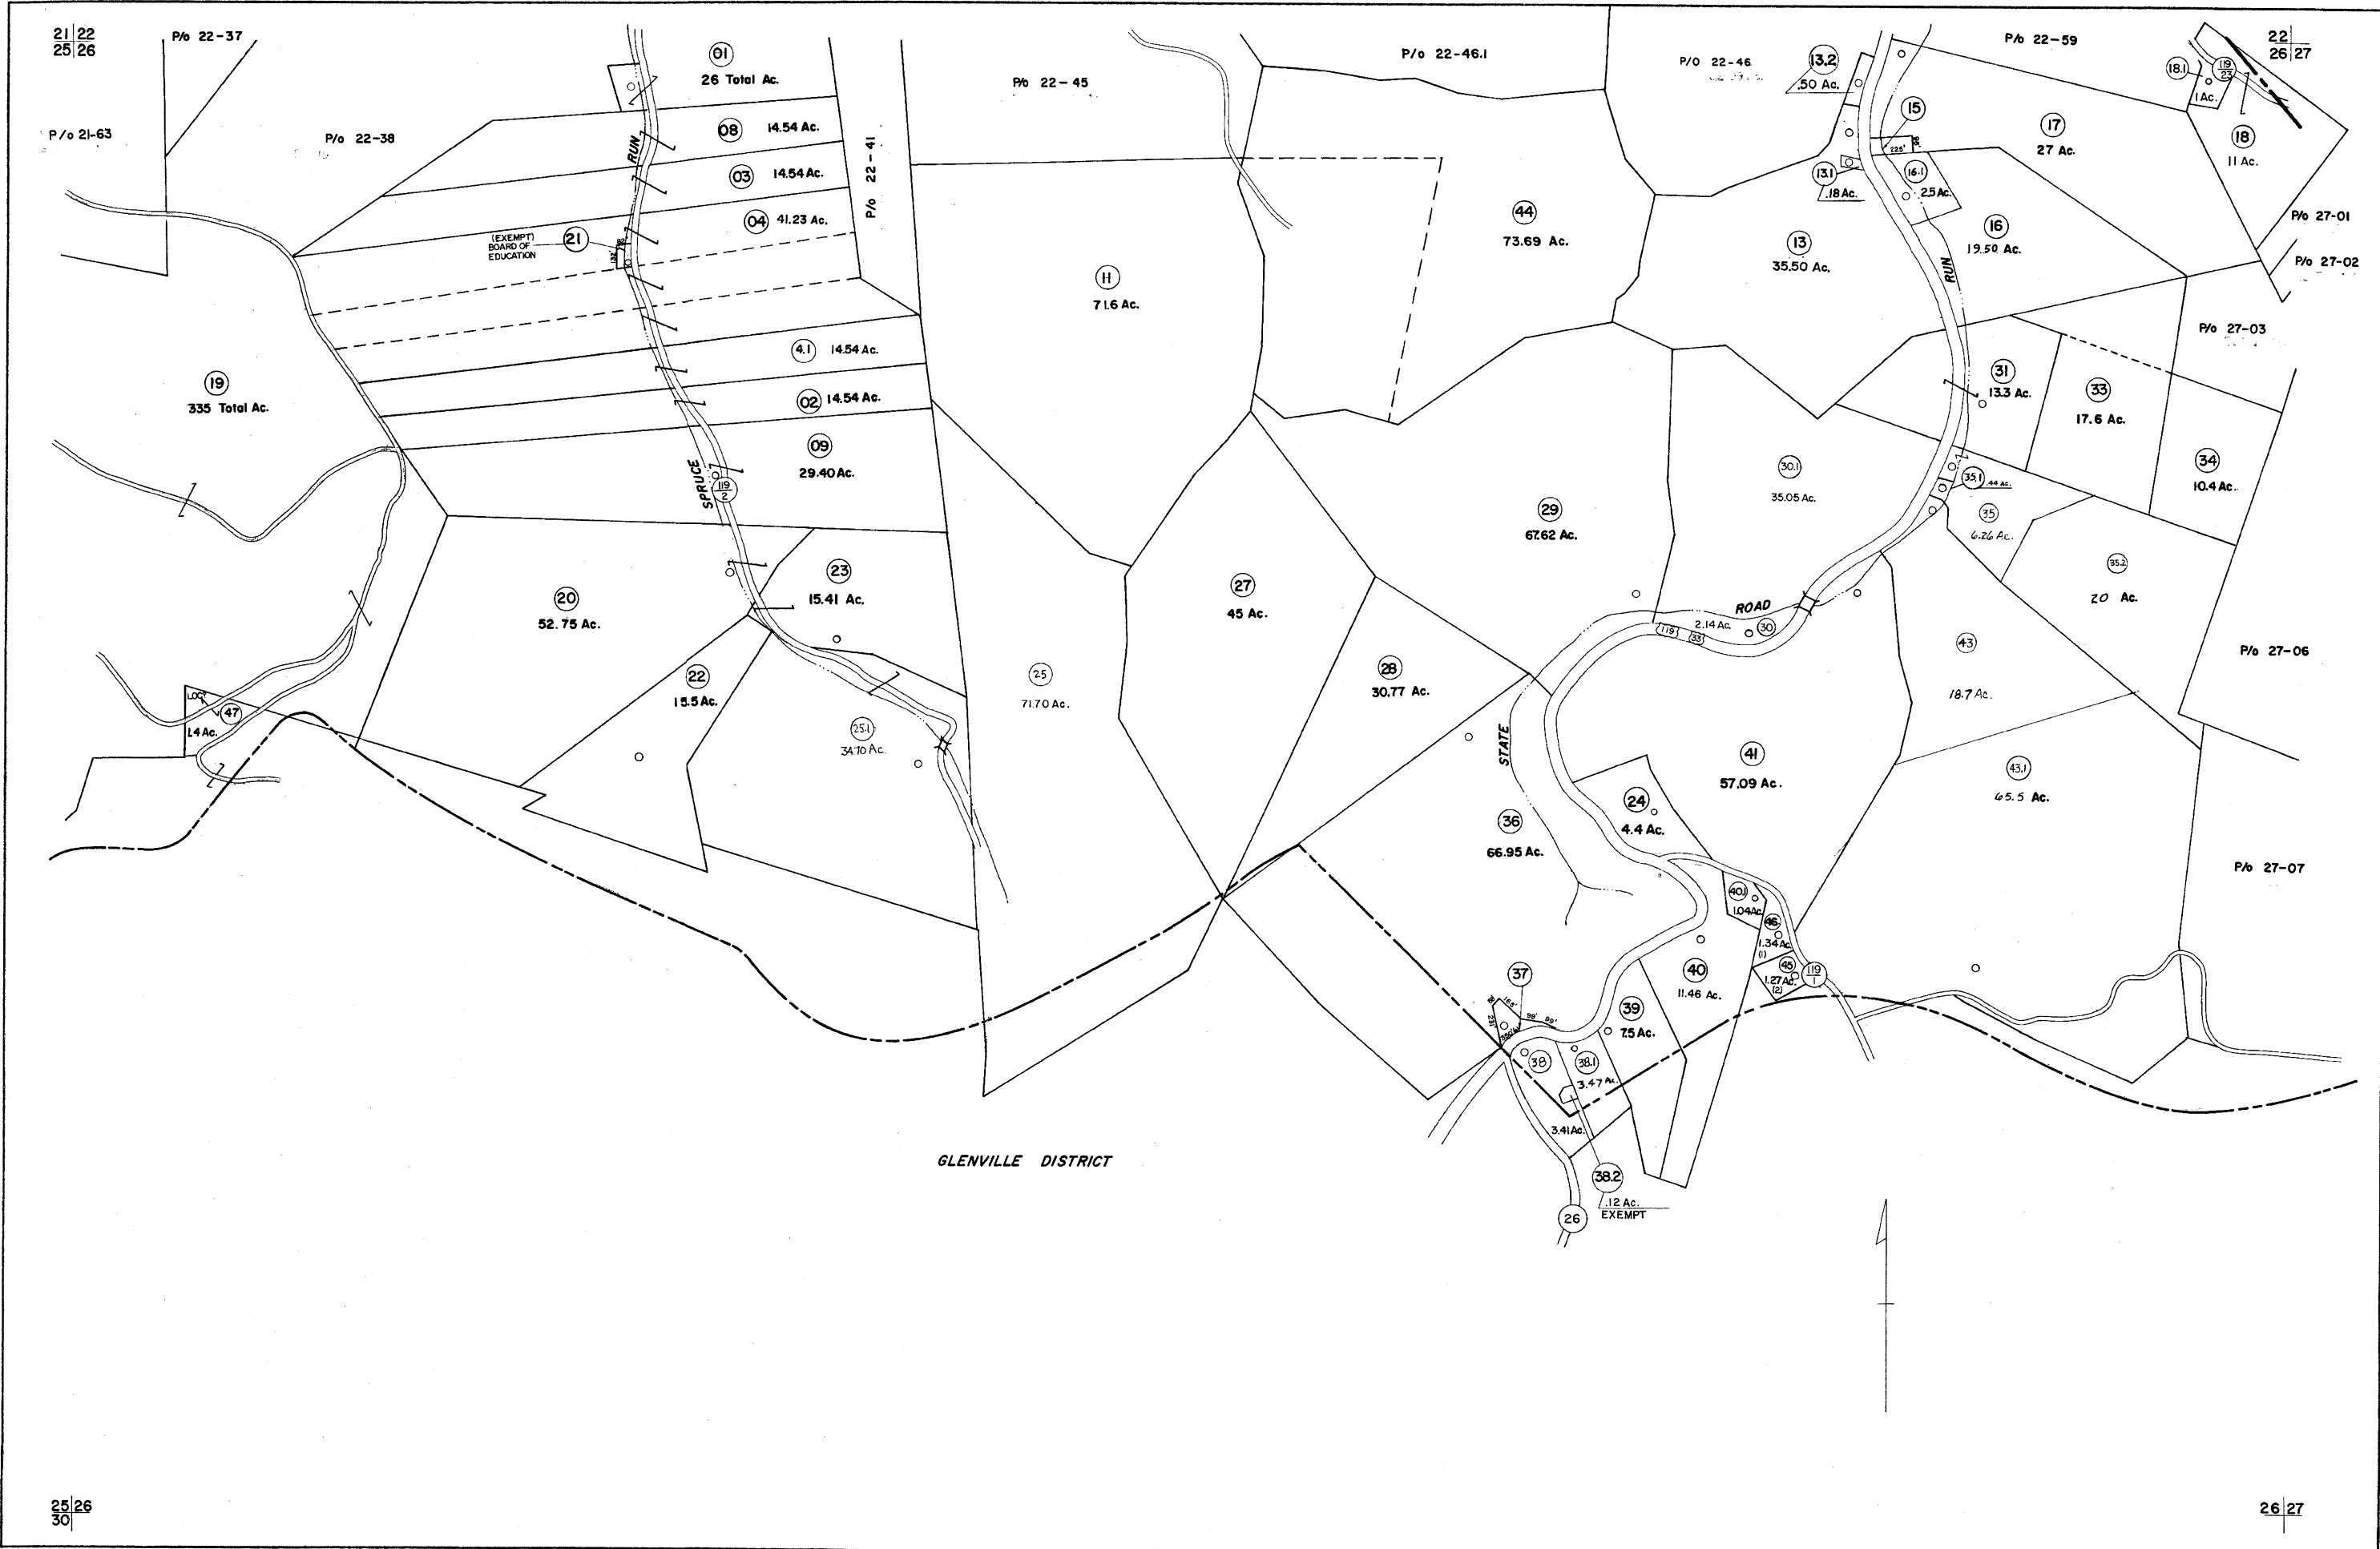 21 22
25 26
P/o 22-37
01
26 Total Ac.
P/o 22-45
P/o 22-46.1
P/o 22-46
13.2
.50 Ac.
P/o 22-59
22
26 27
18.1
1 Ac.
119
23
18
11 Ac.
P/o 21-63
P/o 22-38
RUN
08 14.54 Ac.
03 14.54 Ac.
04 41.23 Ac.
P/o 22-41
15
225'
17
27 Ac.
13.1
.18 Ac.
16.1
2.5 Ac.
(EXEMPT)
BOARD OF
EDUCATION
21
132'
44
73.69 Ac.
13
35.50 Ac.
16
19.50 Ac.
RUN
P/o 27-01
P/o 27-02
11
71.6 Ac.
P/o 27-03
19
335 Total Ac.
4.1 14.54 Ac.
02 14.54 Ac.
31
13.3 Ac.
33
17.6 Ac.
09
29.40 Ac.
SPRUCE
119
2
30.1
35.05 Ac.
34
10.4 Ac.
35.1
.44 Ac.
29
67.62 Ac.
35
6.26 Ac.
35.2
20 Ac.
20
52.75 Ac.
23
15.41 Ac.
27
45 Ac.
ROAD
2.14 Ac. 30
119 33
43
18.7 Ac.
P/o 27-06
22
15.5 Ac.
25
71.70 Ac.
28
30.77 Ac.
LOC?
47
1.4 Ac.
25.1
34.70 Ac.
STATE
41
57.09 Ac.
43.1
65.5 Ac.
24
4.4 Ac.
36
66.95 Ac.
P/o 27-07
40.1
1.04 Ac.
46
1.34 Ac.
(1)
45
1.27 Ac.
(2)
119
1
37
165'
231'
99' 89'
40
11.46 Ac.
39
7.5 Ac.
38
38.1
3.47 Ac.
3.41 Ac.
GLENVILLE DISTRICT
38.2
.12 Ac.
EXEMPT
26
25 26
30
26 27